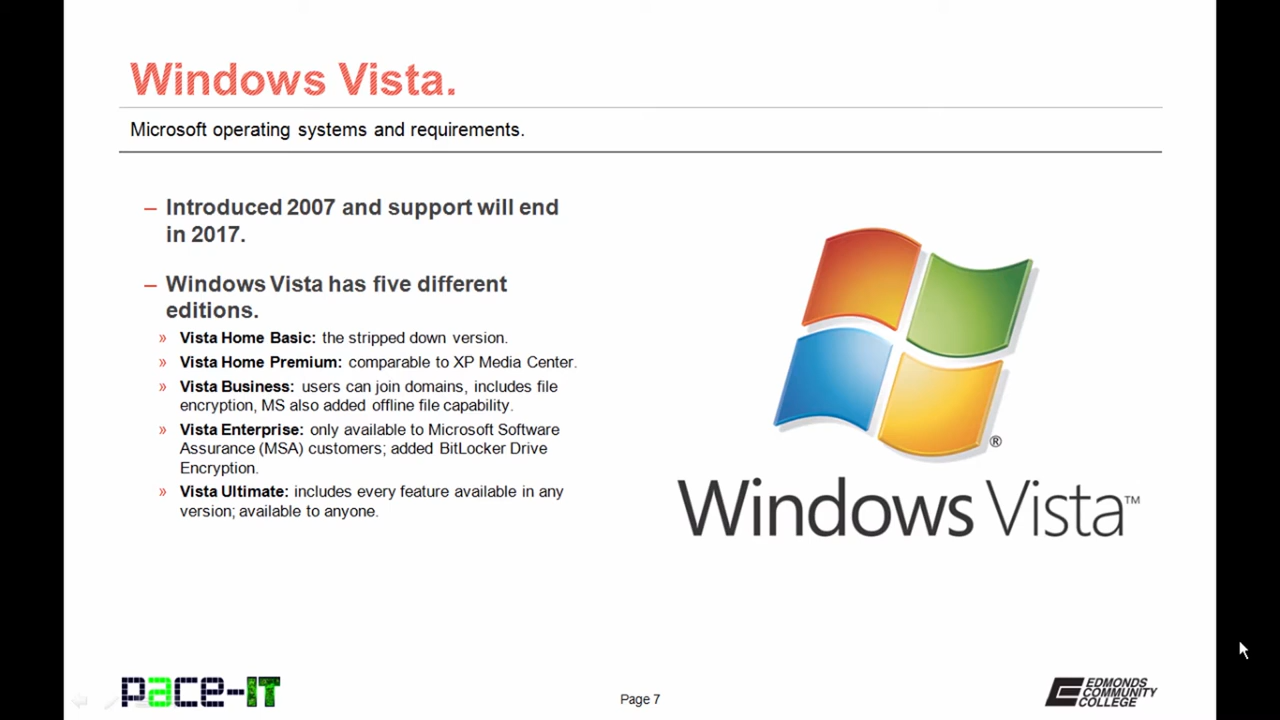 Windows Vista.
Microsoft operating systems and requirements.
– Introduced 2007 and support will end
in 2017.
– Windows Vista has five different
editions.
» Vista Home Basic: the stripped down version.
» Vista Home Premium: comparable to XP Media Center.
» Vista Business: users can join domains, includes file
encryption, MS also added offline file capability.
» Vista Enterprise: only available to Microsoft Software
Assurance (MSA) customers; added BitLocker Drive
Encryption.
» Vista Ultimate: includes every feature available in any
version; available to anyone.
®
Windows Vista™
pace-IT
Page 7
EDMONDS
COMMUNITY
COLLEGE